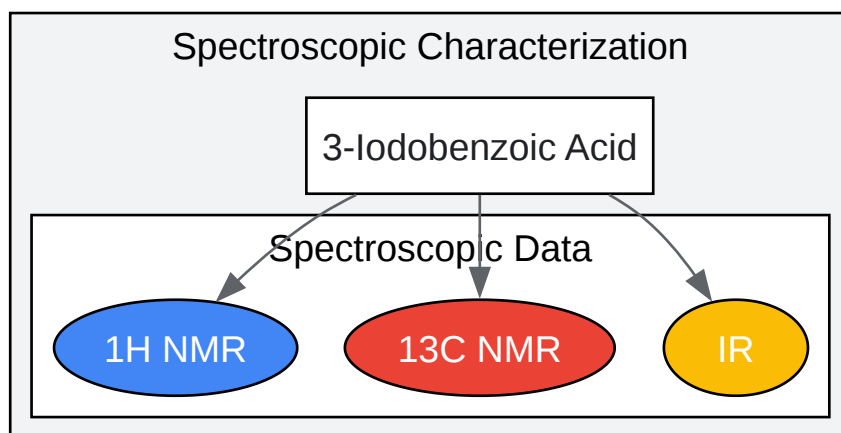 Spectroscopic Characterization
3-Iodobenzoic Acid
Spectroscopic Data
1H NMR
13C NMR
IR